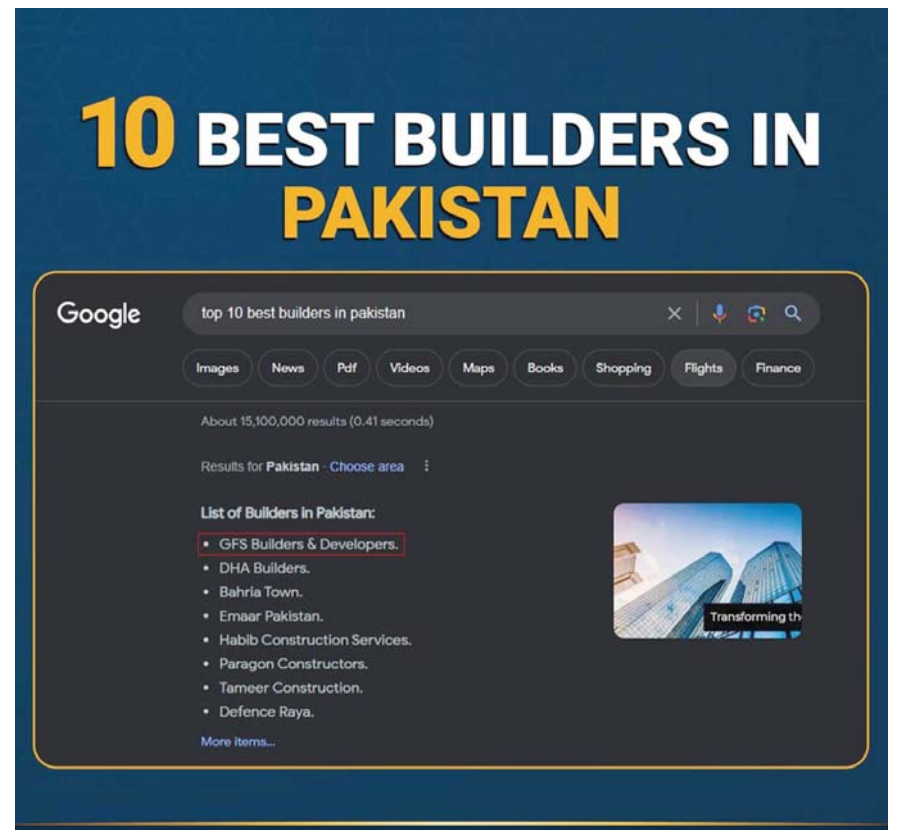 10 BEST BUILDERS IN
PAKISTAN
Google
top 10 best builders in pakistan
Images News Pdf Videos Maps Books Shopping Flights Finance
About 15,100,000 results (0.41 seconds)
Results for Pakistan · Choose area
List of Builders in Pakistan:
• GFS Builders & Developers.
• DHA Builders.
• Bahria Town.
• Emaar Pakistan.
• Habib Construction Services.
• Paragon Constructors.
• Tameer Construction.
• Defence Raya.
Transforming th
More items...